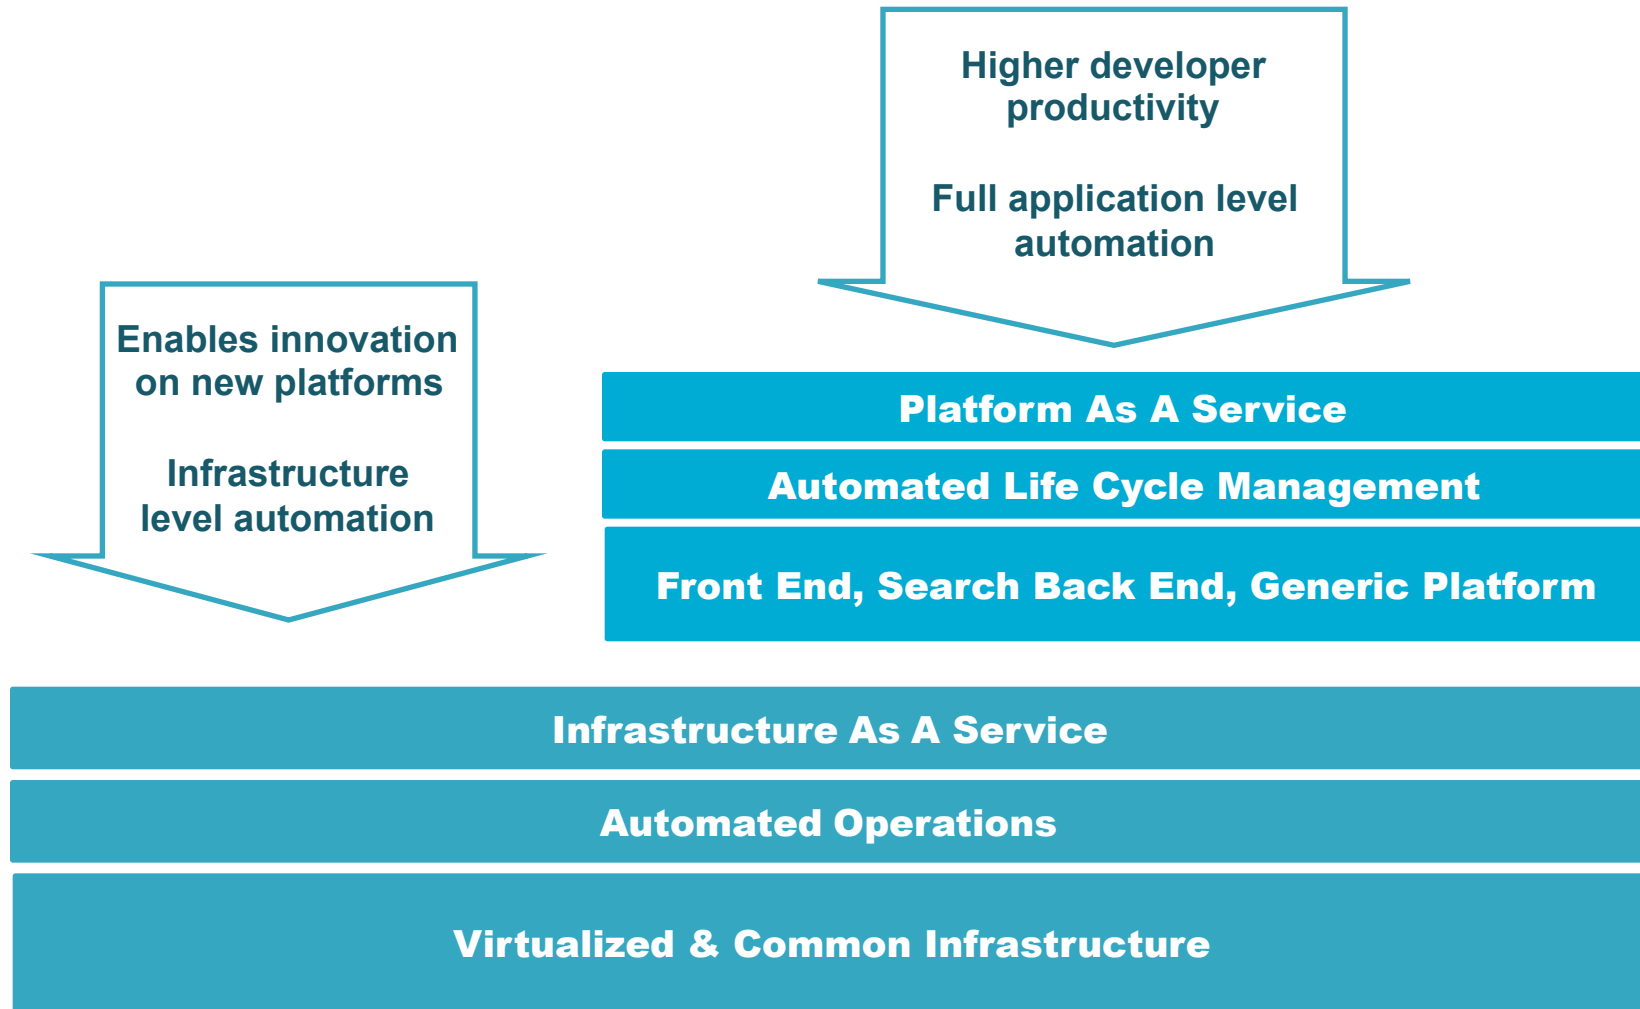 Higher developer
productivity
Full application level
automation
Enables innovation
on new platforms
Infrastructure
level automation
Platform As A Service
Automated Life Cycle Management
Front End, Search Back End, Generic Platform
Infrastructure As A Service
Automated Operations
Virtualized & Common Infrastructure